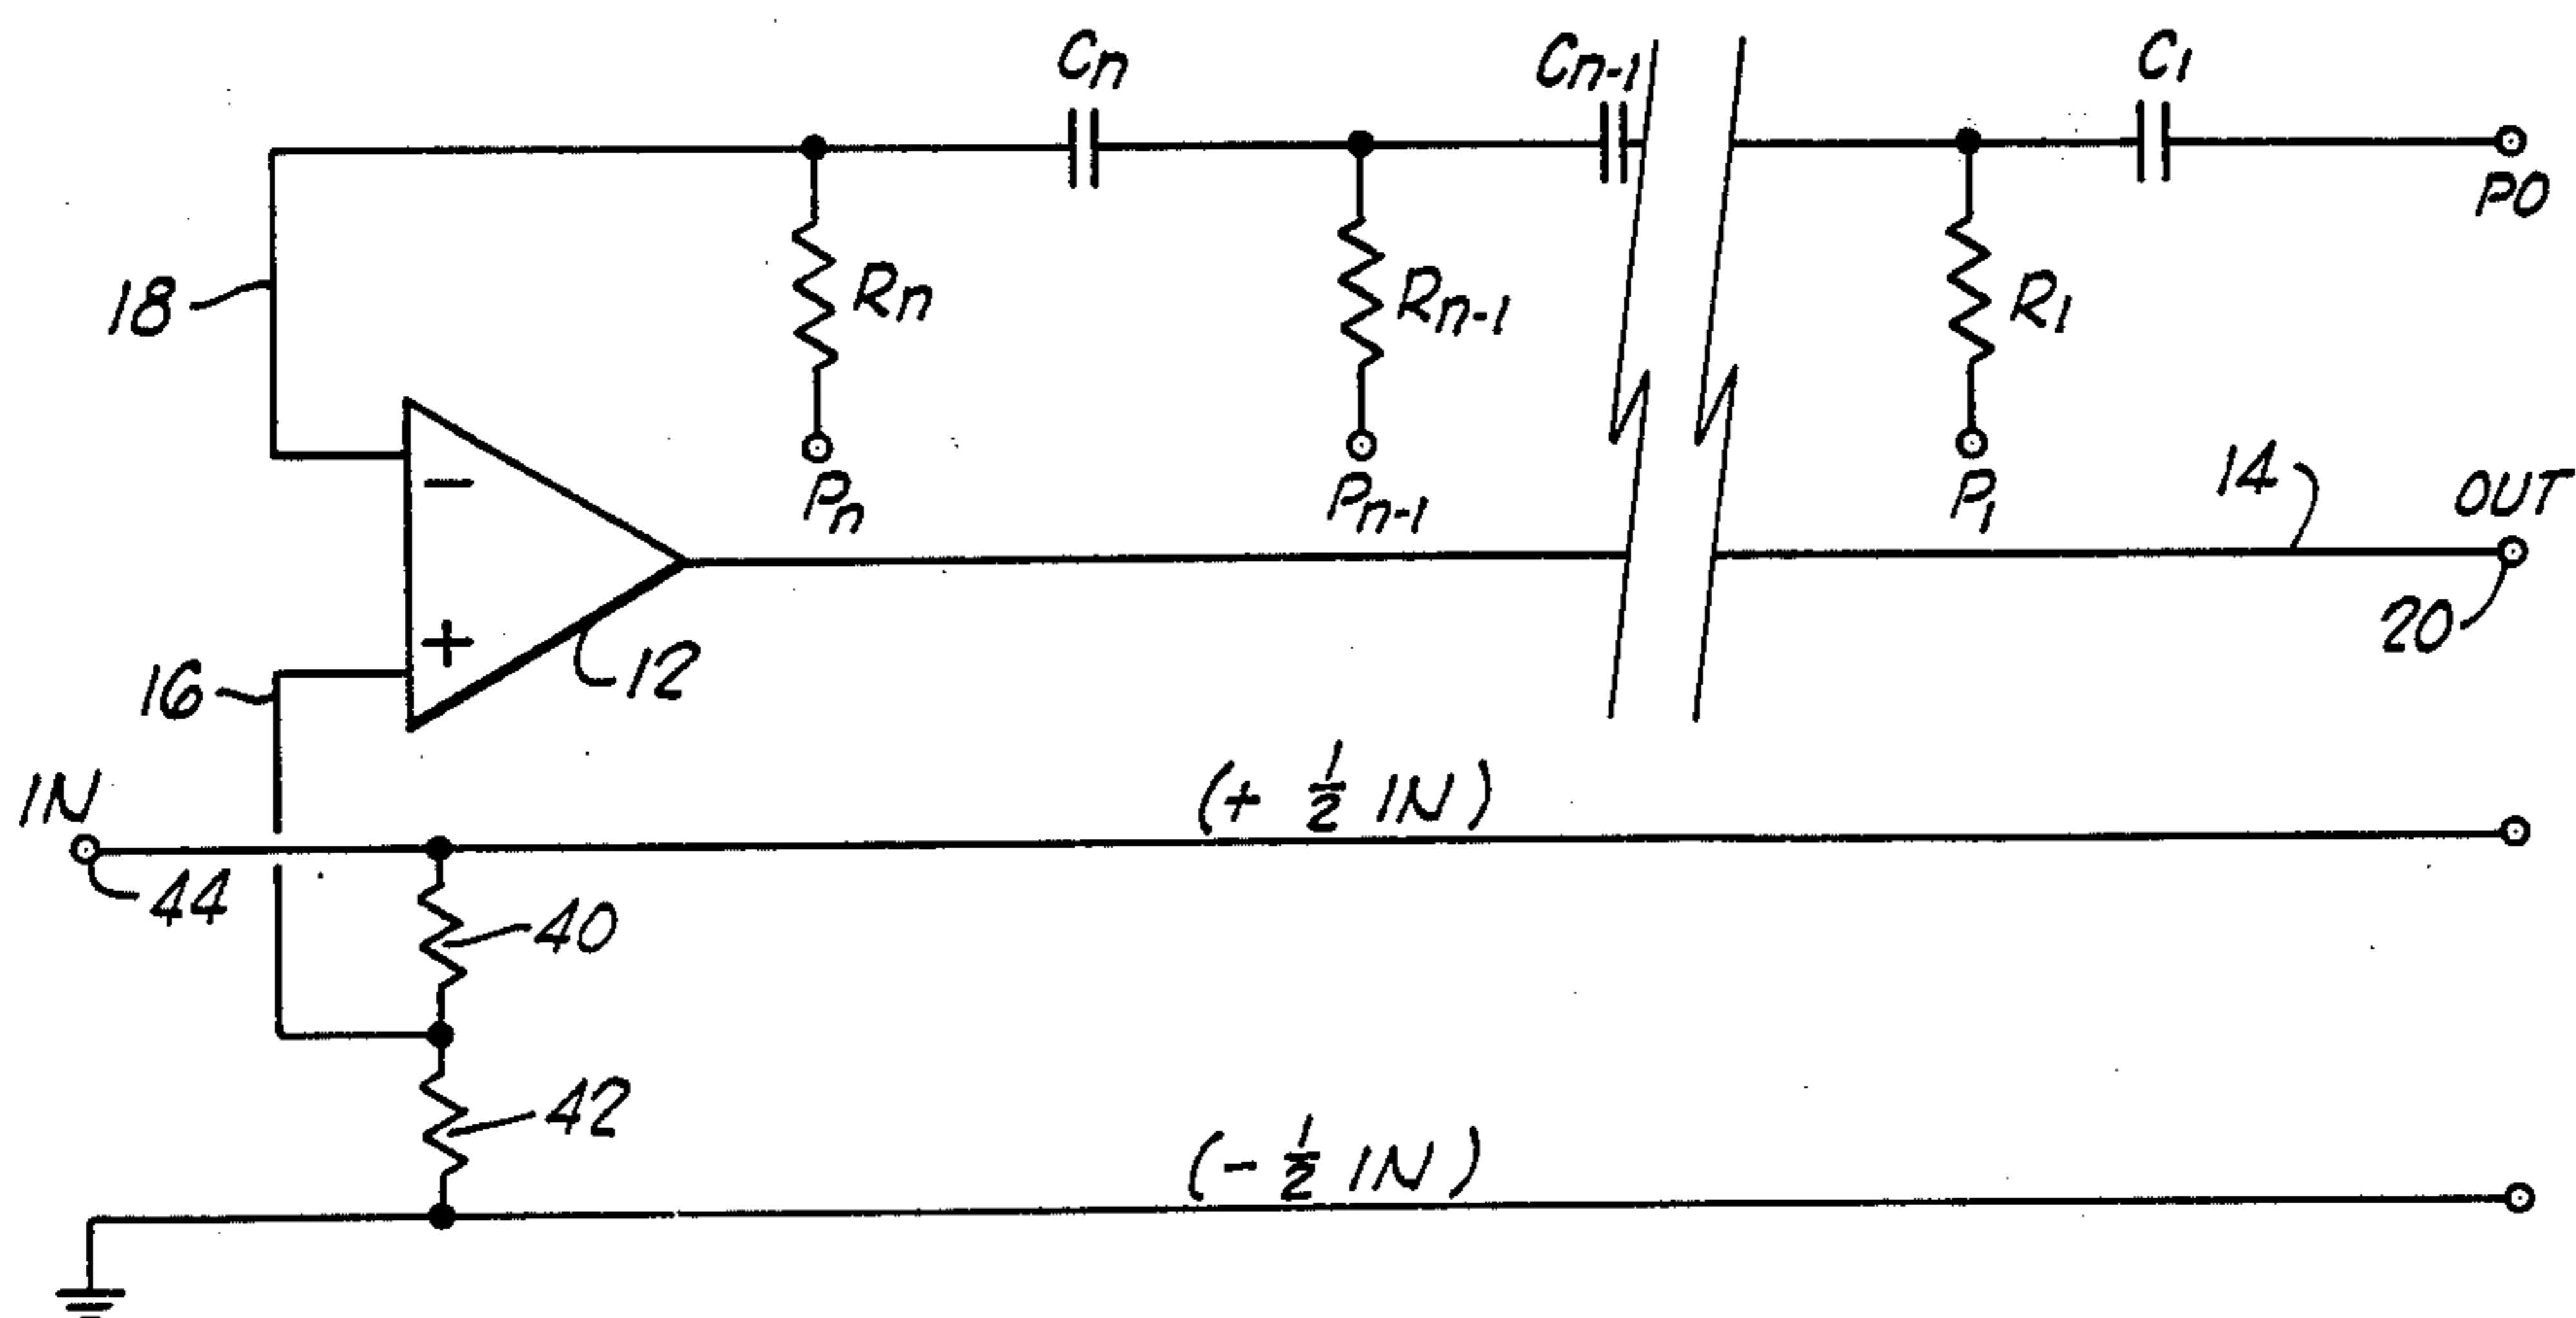 Cn
Cn-1
C1
PO
18
Rn
Rn-1
R1
Pn
Pn-1
P1
14
OUT
20
−
+
12
16
IN
44
(+ 1/2 IN)
40
42
(- 1/2 IN)